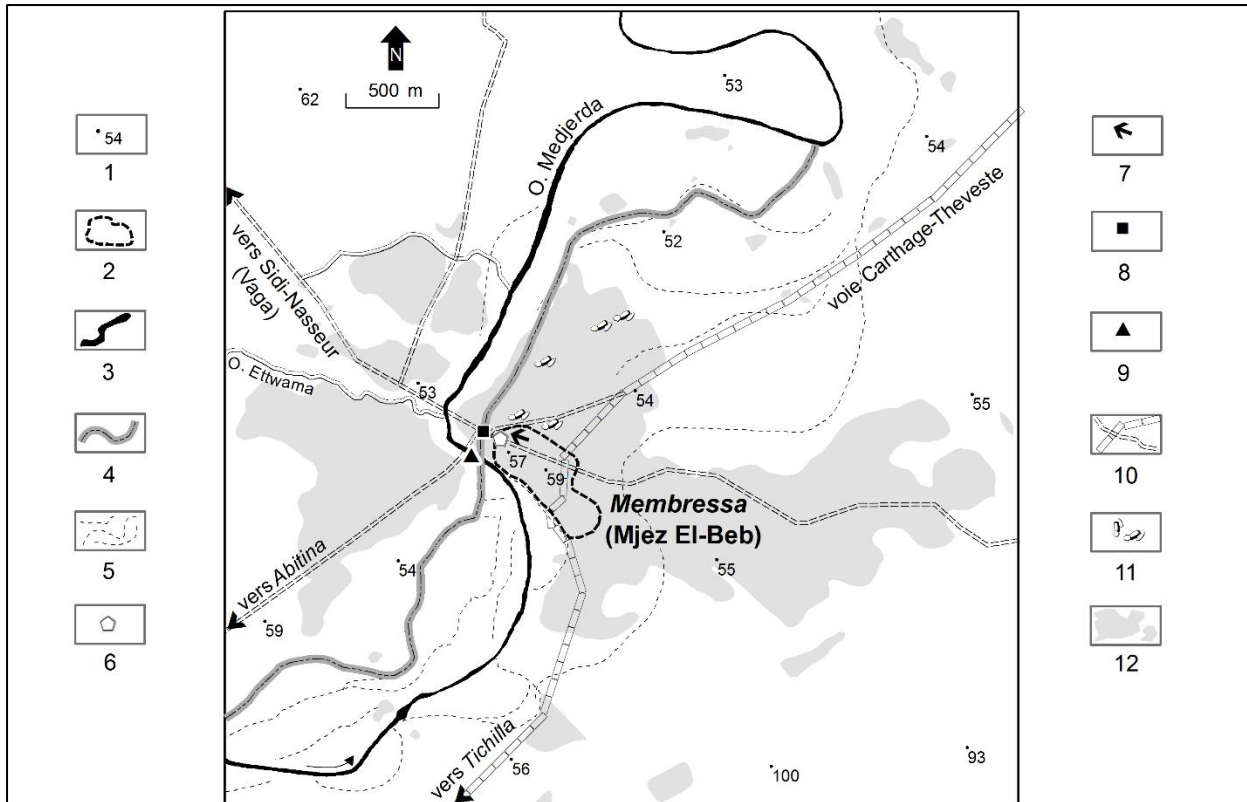 54
1
2
3
4
5
6
N
500 m
62
53
54
O. Medjerda
52
vers Sidi-Nasseur
(Vaga)
voie Carthage-Theveste
O. Ettwama
53
54
55
57
59
Membressa
(Mjez El-Beb)
vers Abitina
54
55
59
vers Tichilla
56
100
93
7
8
9
10
11
12